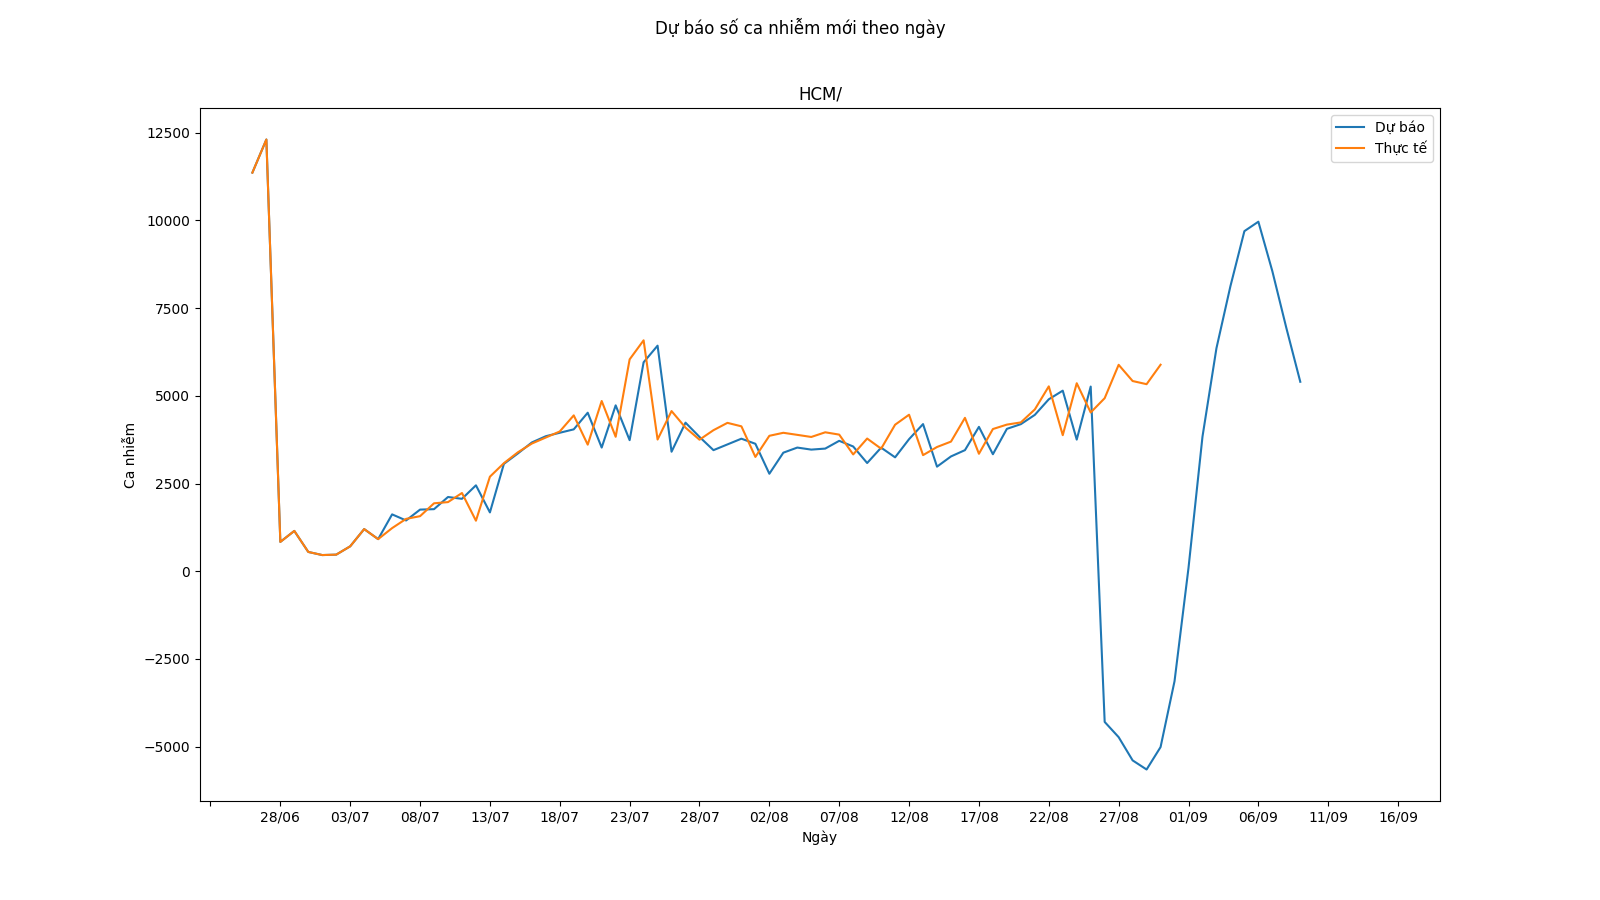 Dự báo số ca nhiễm mới theo ngày
HCM/
Dự báo
Thực tế
Ca nhiễm
12500
10000
7500
5000
2500
0
−2500
−5000
28/06 03/07 08/07 13/07 18/07 23/07 28/07 02/08 07/08 12/08 17/08 22/08 27/08 01/09 06/09 11/09 16/09
Ngày